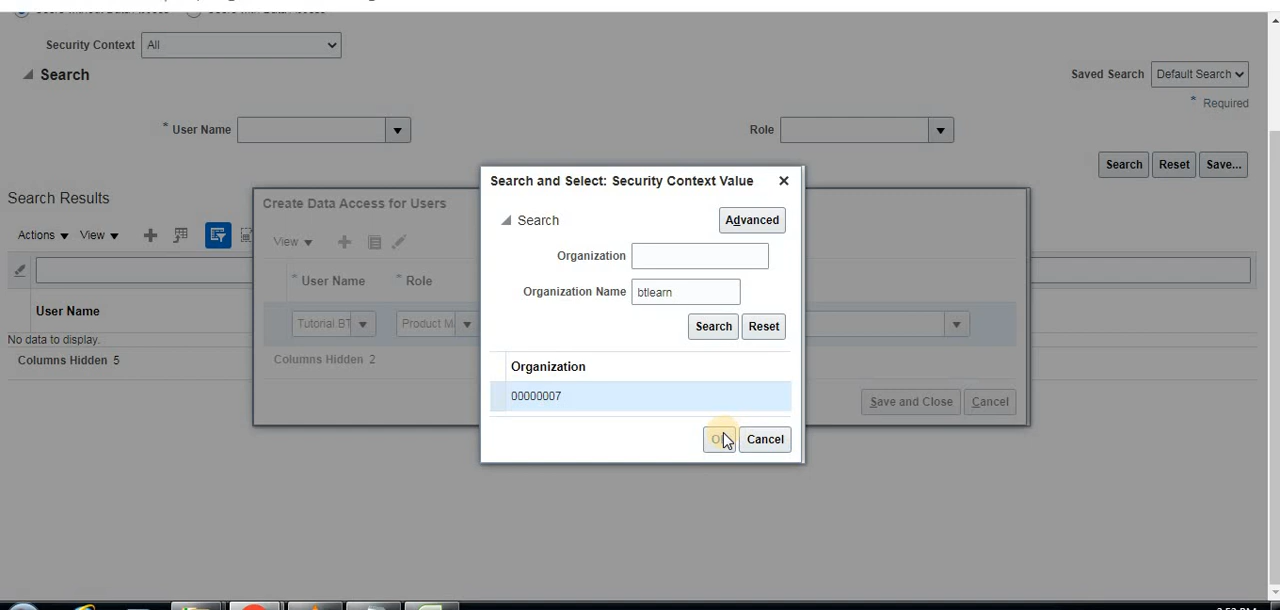 Security Context All
Search
Saved Search Default Search
* Required
* User Name
Role
Search Reset Save...
Search Results
Actions View
User Name
No data to display.
Columns Hidden 5
Create Data Access for Users
View
* User Name * Role
Tutorial BT Product M
Columns Hidden 2
Save and Close Cancel
Search and Select: Security Context Value
Search Advanced
Organization
Organization Name btlearn
Search Reset
Organization
00000007
Cancel